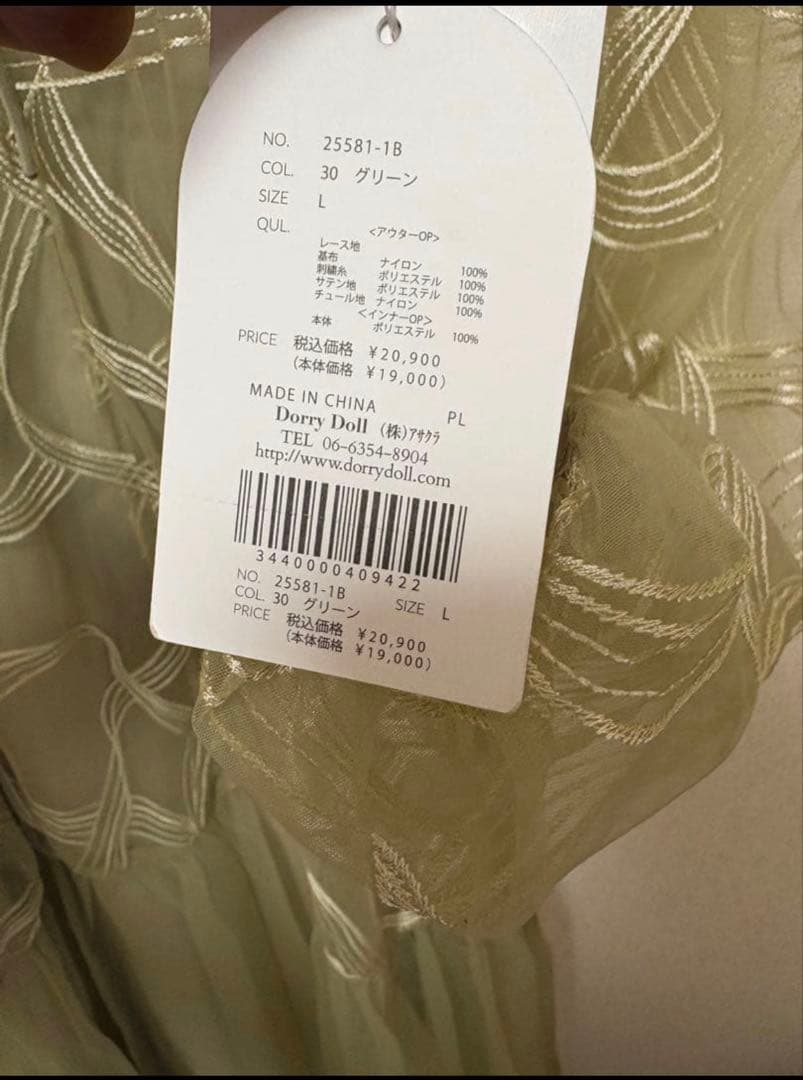 NO. 25581-1B
COL. 30 グリーン
SIZE L
QUL. <アウターOP>
レース地
基布 ナイロン 100%
刺繍糸 ポリエステル 100%
サテン地 ポリエステル 100%
チュール地 ナイロン 100%
<インナーOP>
本体 ポリエステル 100%
PRICE 税込価格 ¥20,900
(本体価格 ¥19,000)
MADE IN CHINA PL
Dorry Doll (株)アサクラ
TEL 06-6354-8904
http://www.dorrydoll.com
3440000409422
NO. 25581-1B
COL. 30 グリーン SIZE L
PRICE 税込価格 ¥20,900
(本体価格 ¥19,000)